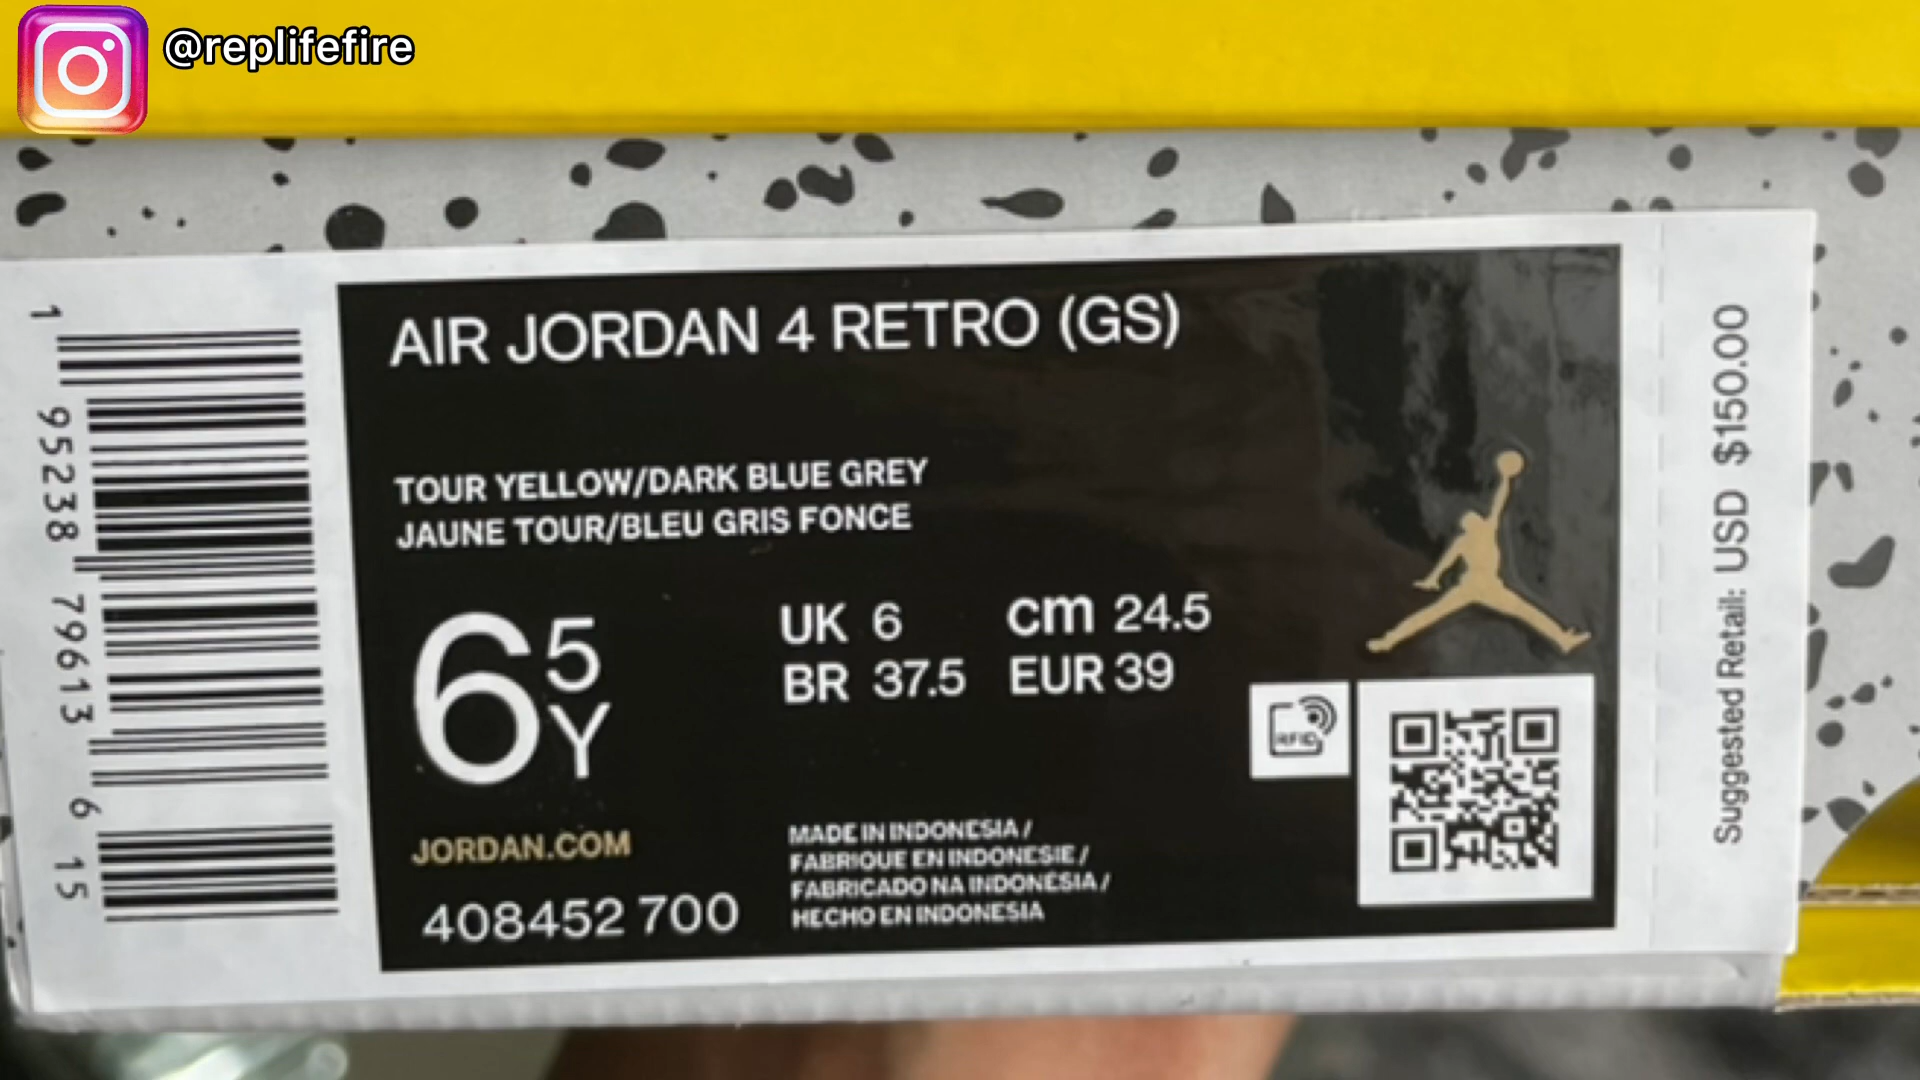 @replifefire
AIR JORDAN 4 RETRO (GS)
TOUR YELLOW/DARK BLUE GREY
JAUNE TOUR/BLEU GRIS FONCE
6 5 Y
UK 6 cm 24.5
BR 37.5 EUR 39
JORDAN.COM
408452 700
MADE IN INDONESIA /
FABRIQUE EN INDONESIE /
FABRICADO NA INDONESIA /
HECHO EN INDONESIA
RFID
1 95238 79613 6 15
Suggested Retail: USD $150.00